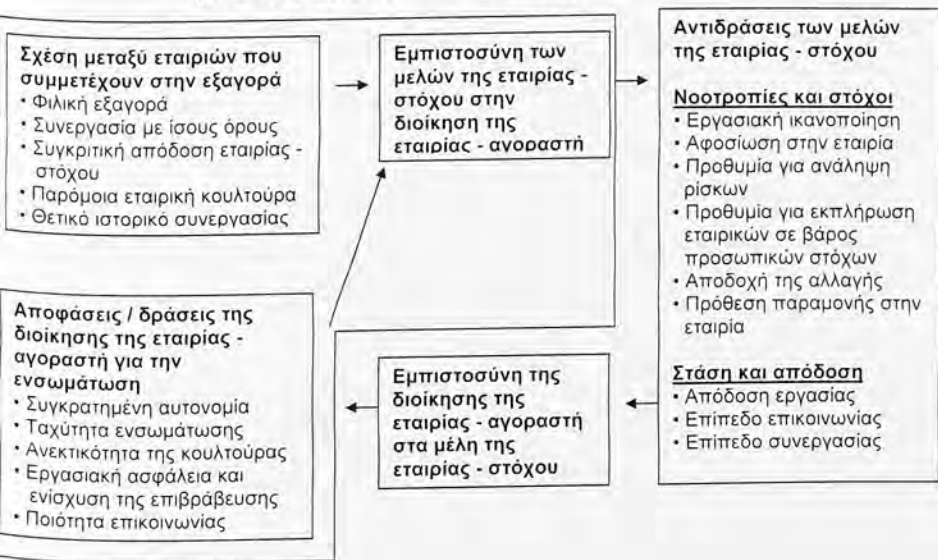 Σχέση μεταξύ εταιριών που
συμμετέχουν στην εξαγορά
• Φιλική εξαγορά
• Συνεργασία με ίσους όρους
• Συγκριτική απόδοση εταιρίας -
στόχου
• Παρόμοια εταιρική κουλτούρα
• Θετικό ιστορικό συνεργασίας
Εμπιστοσύνη των
μελών της εταιρίας -
στόχου στην
διοίκηση της
εταιρίας - αγοραστή
Αντιδράσεις των μελών
της εταιρίας - στόχου
Νοοτροπίες και στόχοι
• Εργασιακή ικανοποίηση
• Αφοσίωση στην εταιρία
• Προθυμία για ανάληψη
ρίσκων
• Προθυμία για εκπλήρωση
εταιρικών σε βάρος
προσωπικών στόχων
• Αποδοχή της αλλαγής
• Πρόθεση παραμονής στην
εταιρία
Στάση και απόδοση
• Απόδοση εργασίας
• Επίπεδο επικοινωνίας
• Επίπεδο συνεργασίας
Αποφάσεις / δράσεις της
διοίκησης της εταιρίας -
αγοραστή για την
ενσωμάτωση
• Συγκρατημένη αυτονομία
• Ταχύτητα ενσωμάτωσης
• Ανεκτικότητα της κουλτούρας
• Εργασιακή ασφάλεια και
ενίσχυση της επιβράβευσης
• Ποιότητα επικοινωνίας
Εμπιστοσύνη της
διοίκησης της
εταιρίας - αγοραστή
στα μέλη της
εταιρίας - στόχου